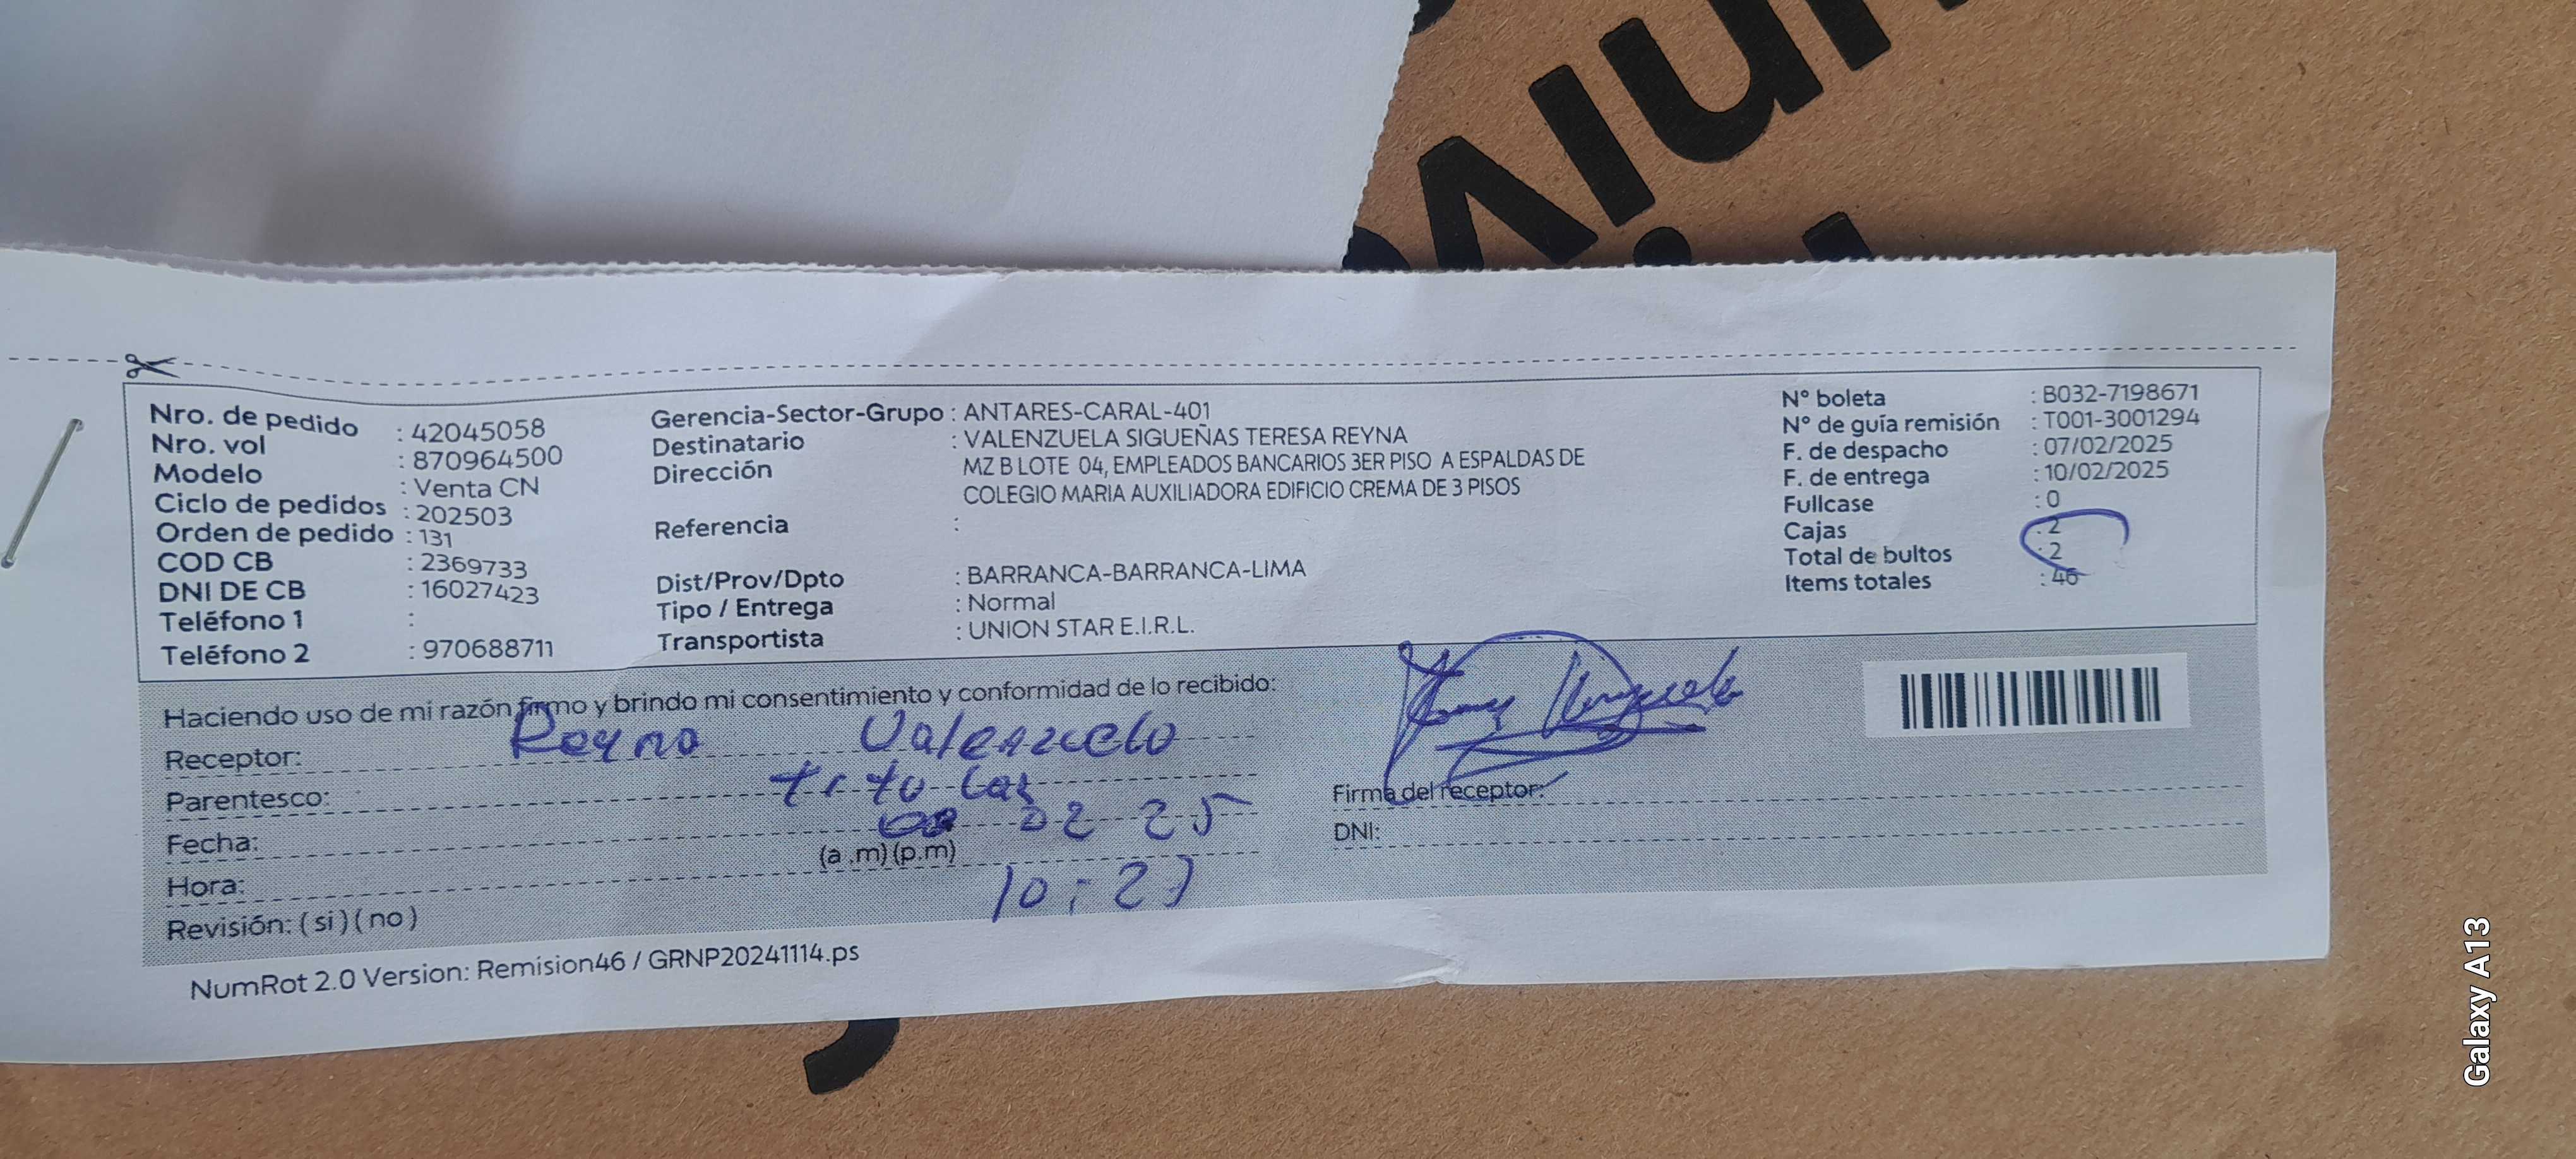 Nro. de pedido : 42045058
Nro. vol : 870964500
Modelo : Venta CN
Ciclo de pedidos : 202503
Orden de pedido : 131
COD CB : 2369733
DNI DE CB : 16027423
Teléfono 1 :
Teléfono 2 : 970688711
Gerencia-Sector-Grupo : ANTARES-CARAL-401
Destinatario : VALENZUELA SIGUEÑAS TERESA REYNA
Dirección MZ B LOTE 04, EMPLEADOS BANCARIOS 3ER PISO A ESPALDAS DE
COLEGIO MARIA AUXILIADORA EDIFICIO CREMA DE 3 PISOS
Referencia :
Dist/Prov/Dpto : BARRANCA-BARRANCA-LIMA
Tipo / Entrega : Normal
Transportista : UNION STAR E.I.R.L.
N° boleta : B032-7198671
N° de guía remisión : T001-3001294
F. de despacho : 07/02/2025
F. de entrega : 10/02/2025
Fullcase : 0
Cajas : 2
Total de bultos : 2
Items totales : 46
Haciendo uso de mi razón firmo y brindo mi consentimiento y conformidad de lo recibido:
Receptor: Reyna Valenzuela
Parentesco: titular
Fecha: 02 25
(a .m) (p.m)
Hora: 10:27
Revisión: ( si ) ( no )
Firma del receptor:
DNI:
NumRot 2.0 Version: Remision46 / GRNP20241114.ps
Galaxy A13